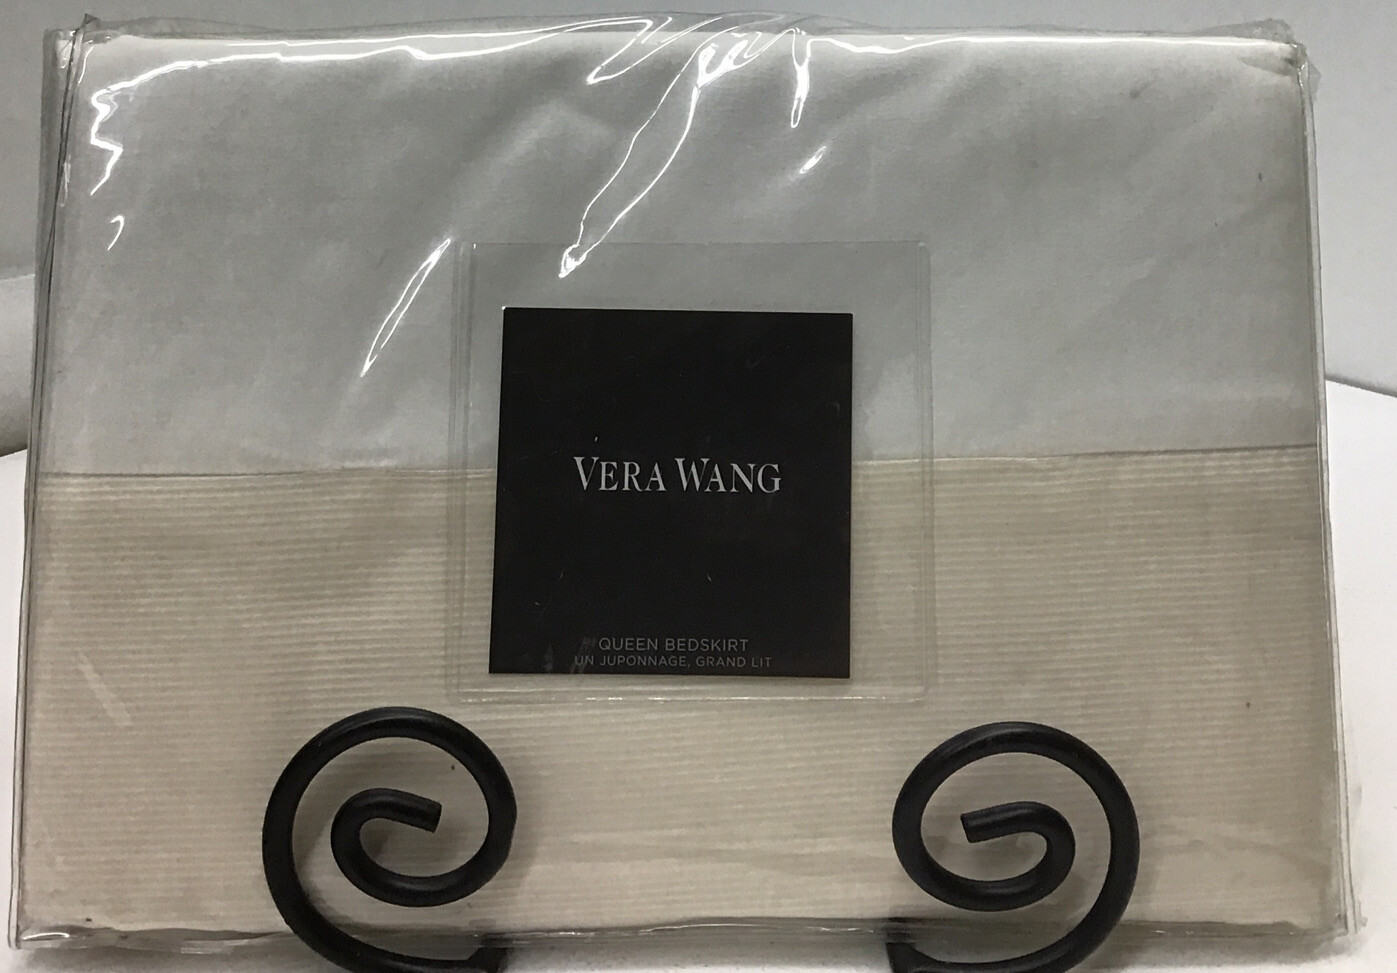 VERA WANG
QUEEN BEDSKIRT
UN JUPONNAGE, GRAND LIT